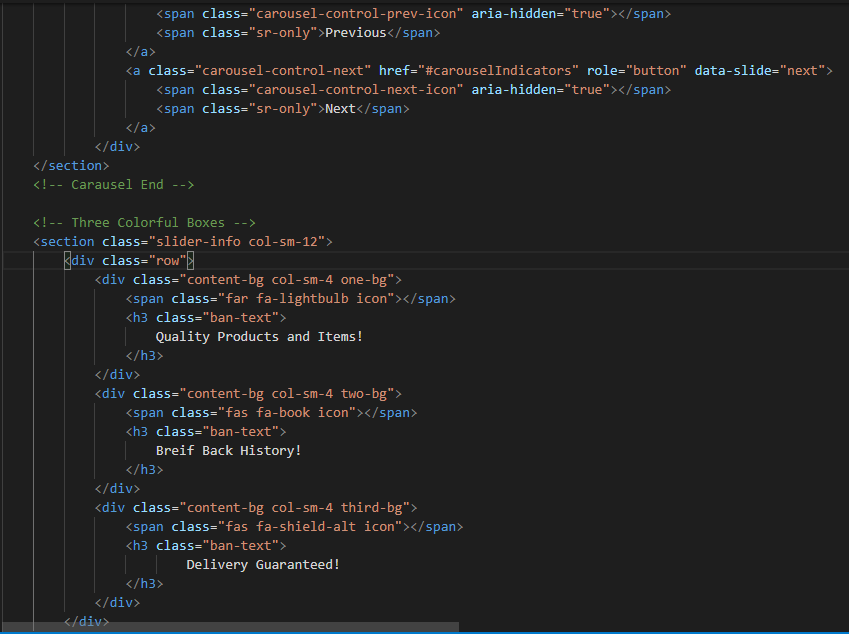 <span class="carousel-control-prev-icon" aria-hidden="true"></span>
<span class="sr-only">Previous</span>
</a>
<a class="carousel-control-next" href="#carouselIndicators" role="button" data-slide="next">
<span class="carousel-control-next-icon" aria-hidden="true"></span>
<span class="sr-only">Next</span>
</a>
</div>
</section>
<!-- Carausel End -->
<!-- Three Colorful Boxes -->
<section class="slider-info col-sm-12">
<div class="row">
<div class="content-bg col-sm-4 one-bg">
<span class="far fa-lightbulb icon"></span>
<h3 class="ban-text">
Quality Products and Items!
</h3>
</div>
<div class="content-bg col-sm-4 two-bg">
<span class="fas fa-book icon"></span>
<h3 class="ban-text">
Breif Back History!
</h3>
</div>
<div class="content-bg col-sm-4 third-bg">
<span class="fas fa-shield-alt icon"></span>
<h3 class="ban-text">
Delivery Guaranteed!
</h3>
</div>
</div>